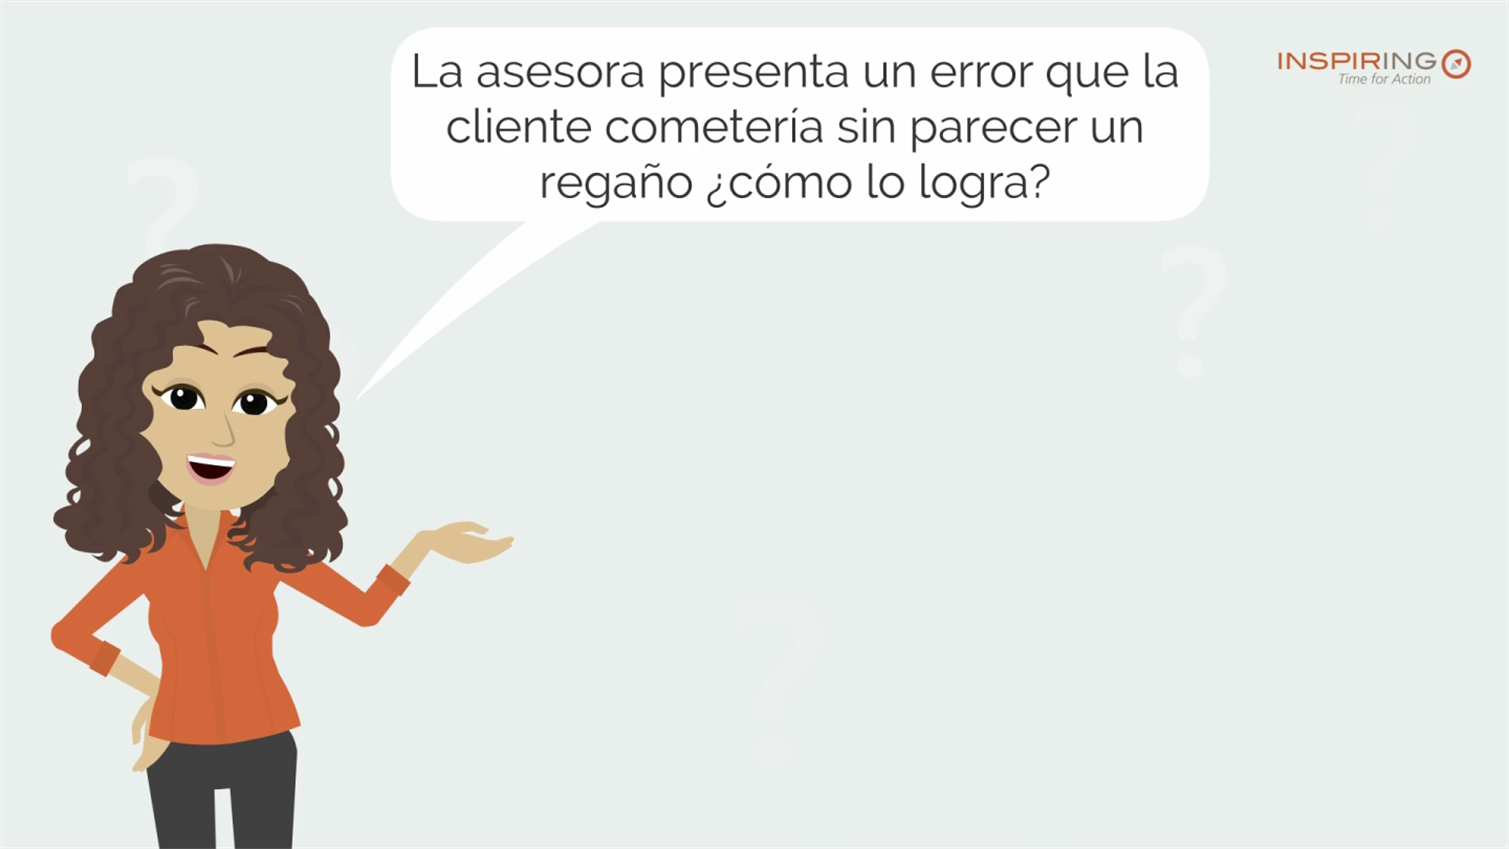 La asesora presenta un error que la
cliente cometería sin parecer un
regaño ¿cómo lo logra?
INSPIRING
Time for Action
?
?
?
?